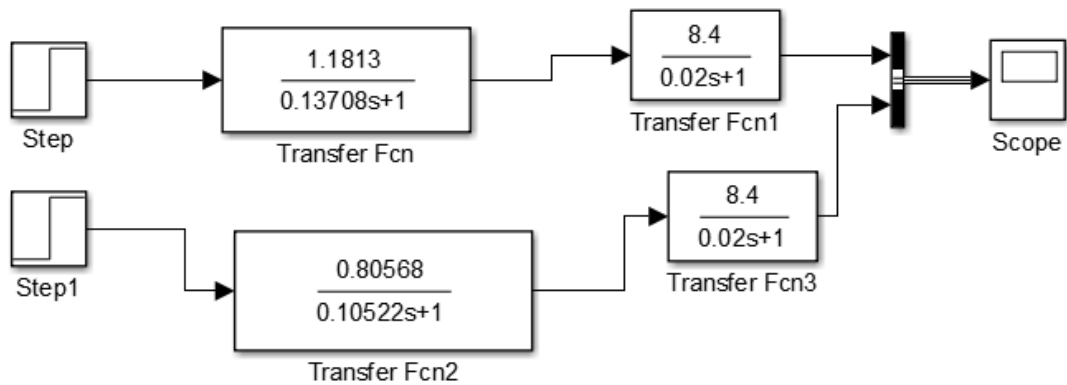 Step
1.1813
0.13708s+1
Transfer Fcn
8.4
0.02s+1
Transfer Fcn1
Scope
Step1
0.80568
0.10522s+1
Transfer Fcn2
8.4
0.02s+1
Transfer Fcn3